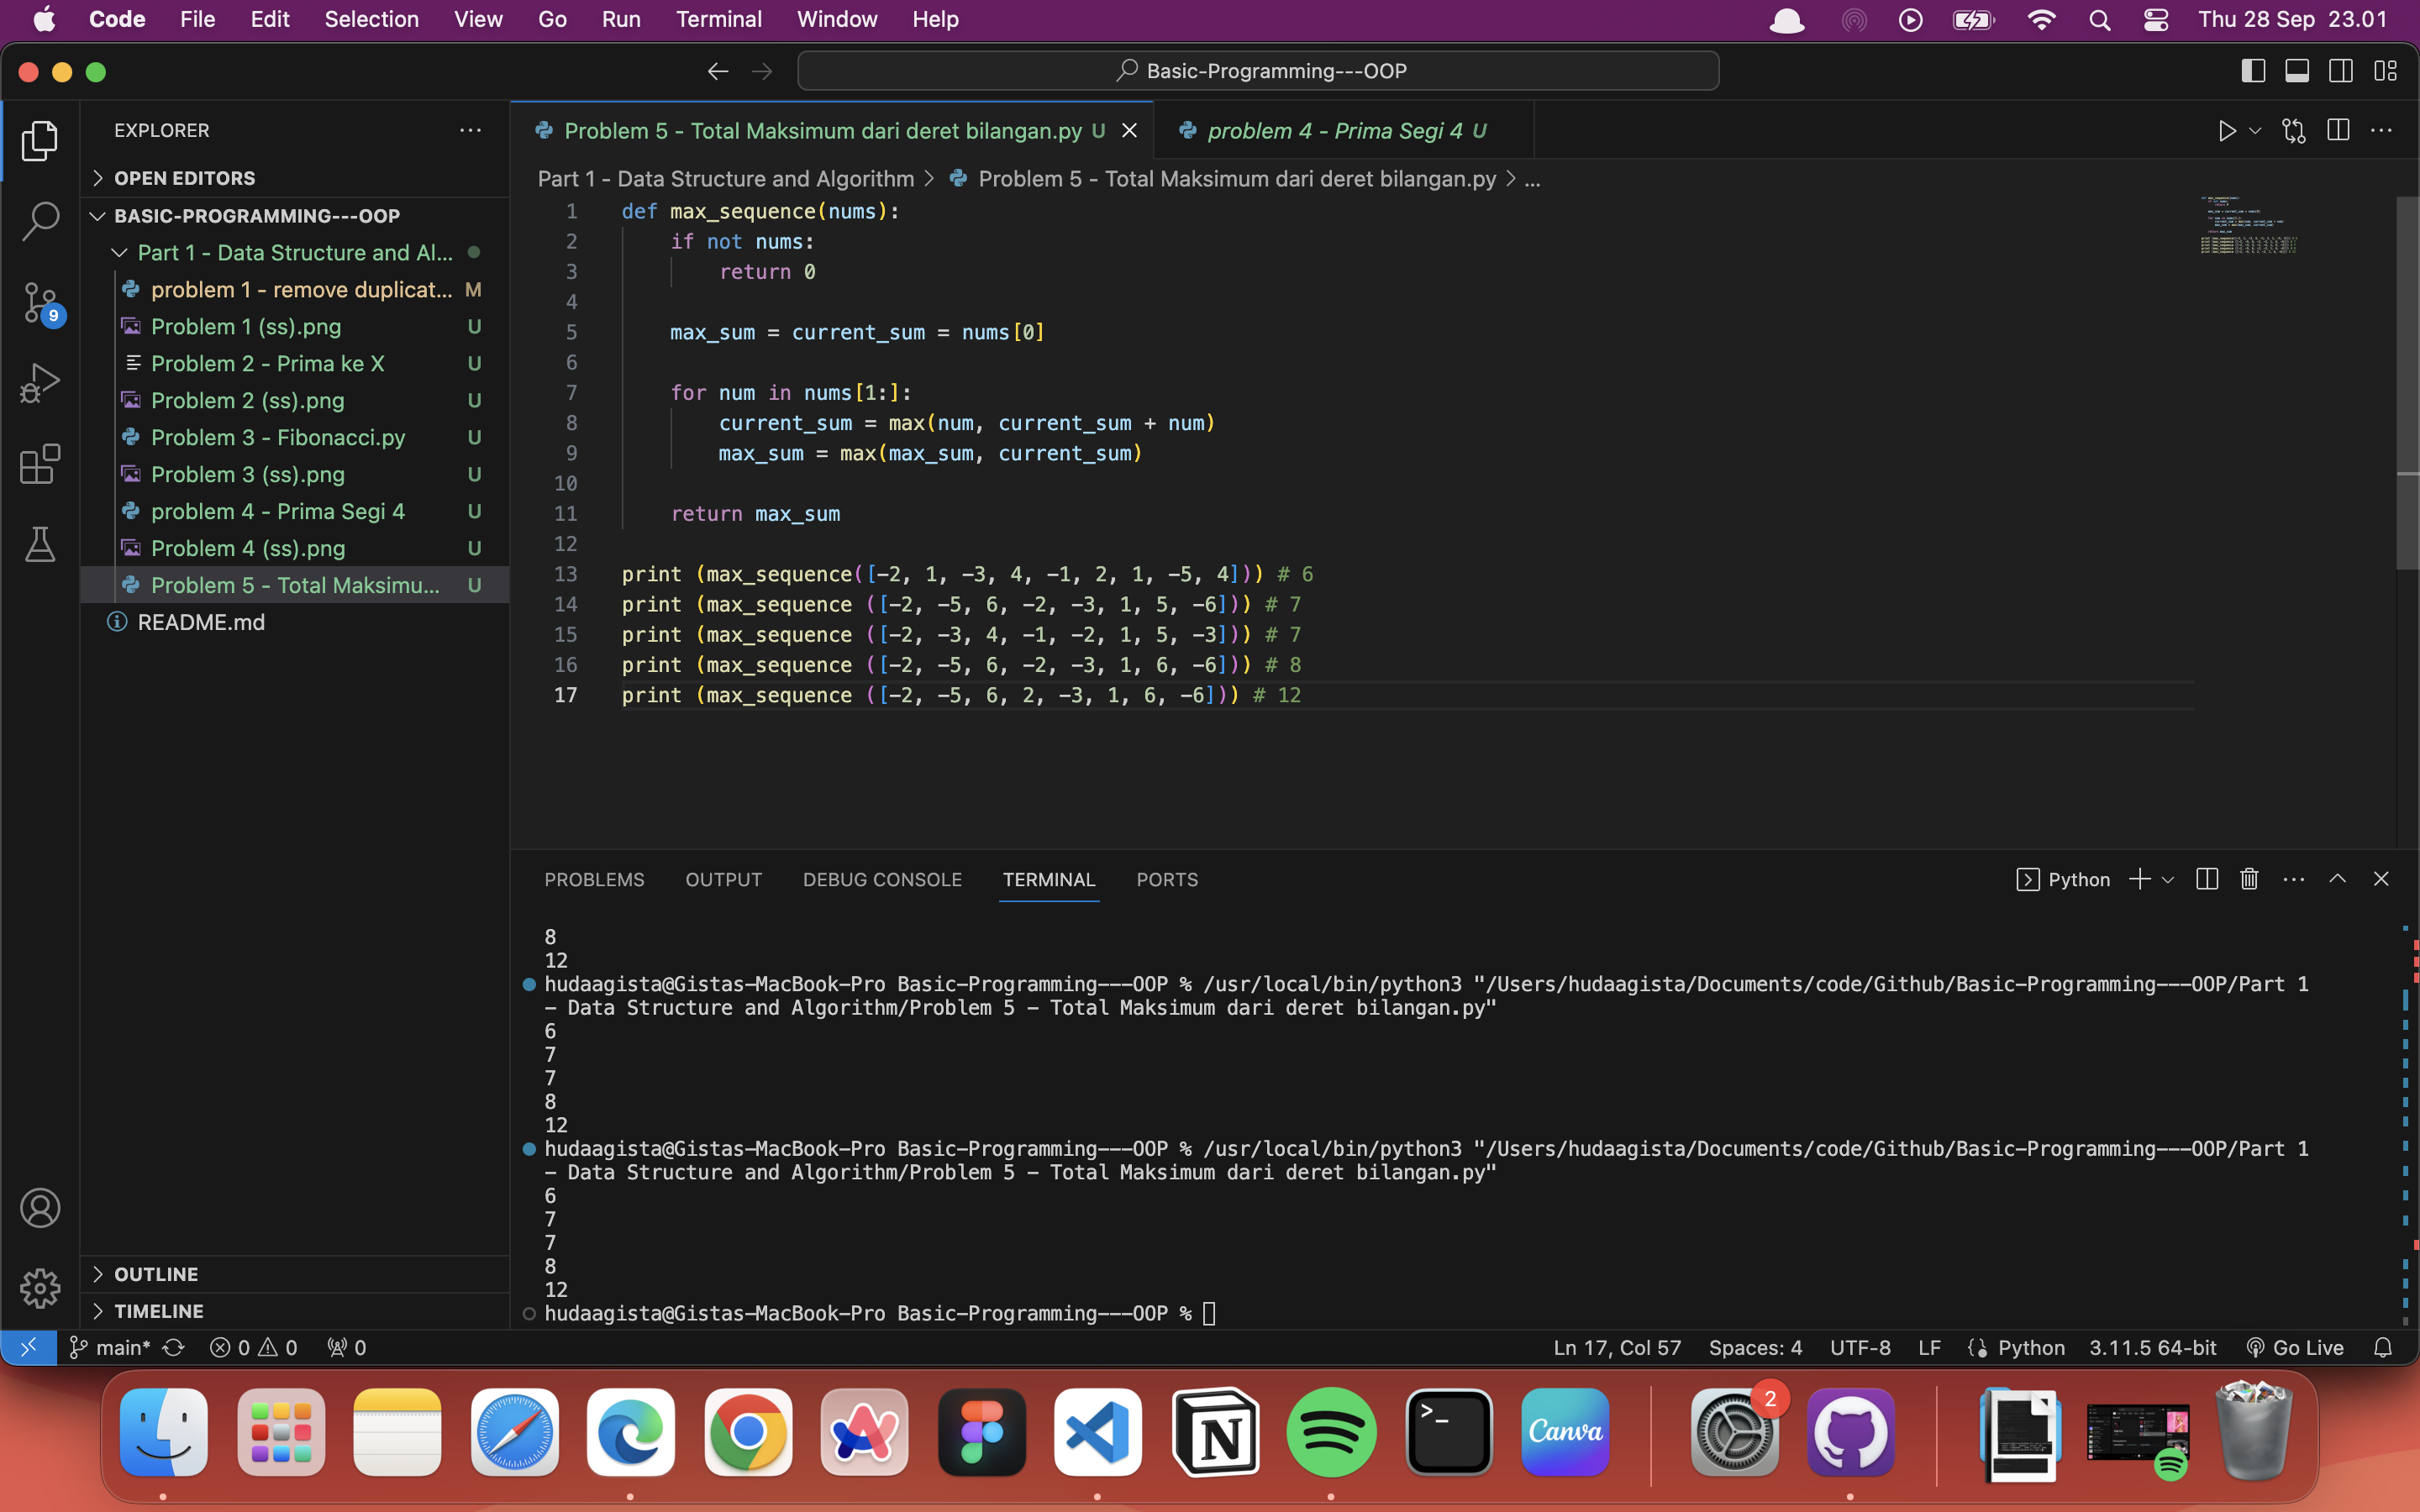 Code File Edit Selection View Go Run Terminal Window Help Thu 28 Sep 23.01
Basic-Programming---OOP
EXPLORER
OPEN EDITORS
BASIC-PROGRAMMING---OOP
Part 1 - Data Structure and Al...
problem 1 - remove duplicat... M
Problem 1 (ss).png U
Problem 2 - Prima ke X U
Problem 2 (ss).png U
Problem 3 - Fibonacci.py U
Problem 3 (ss).png U
problem 4 - Prima Segi 4 U
Problem 4 (ss).png U
Problem 5 - Total Maksimu... U
README.md
9
OUTLINE
TIMELINE
Problem 5 - Total Maksimum dari deret bilangan.py U
problem 4 - Prima Segi 4 U
Part 1 - Data Structure and Algorithm > Problem 5 - Total Maksimum dari deret bilangan.py > ...
1 def max_sequence(nums):
2     if not nums:
3         return 0
4
5     max_sum = current_sum = nums[0]
6
7     for num in nums[1:]:
8         current_sum = max(num, current_sum + num)
9         max_sum = max(max_sum, current_sum)
10
11     return max_sum
12
13 print (max_sequence([-2, 1, -3, 4, -1, 2, 1, -5, 4])) # 6
14 print (max_sequence ([-2, -5, 6, -2, -3, 1, 5, -6])) # 7
15 print (max_sequence ([-2, -3, 4, -1, -2, 1, 5, -3])) # 7
16 print (max_sequence ([-2, -5, 6, -2, -3, 1, 6, -6])) # 8
17 print (max_sequence ([-2, -5, 6, 2, -3, 1, 6, -6])) # 12
PROBLEMS OUTPUT DEBUG CONSOLE TERMINAL PORTS Python
8
12
hudaagista@Gistas-MacBook-Pro Basic-Programming---OOP % /usr/local/bin/python3 "/Users/hudaagista/Documents/code/Github/Basic-Programming---OOP/Part 1
- Data Structure and Algorithm/Problem 5 - Total Maksimum dari deret bilangan.py"
6
7
7
8
12
hudaagista@Gistas-MacBook-Pro Basic-Programming---OOP % /usr/local/bin/python3 "/Users/hudaagista/Documents/code/Github/Basic-Programming---OOP/Part 1
- Data Structure and Algorithm/Problem 5 - Total Maksimum dari deret bilangan.py"
6
7
7
8
12
hudaagista@Gistas-MacBook-Pro Basic-Programming---OOP %
main* 0 0 0 Ln 17, Col 57 Spaces: 4 UTF-8 LF Python 3.11.5 64-bit Go Live
Canva
2